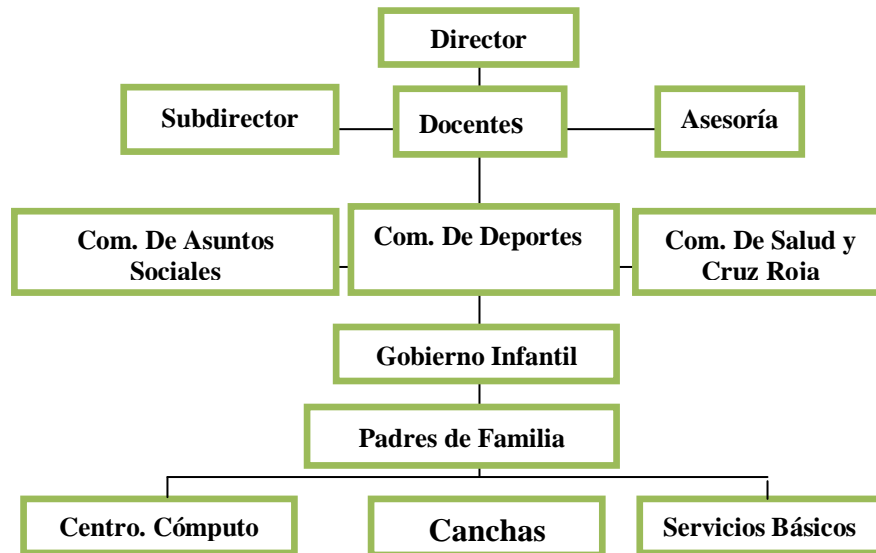 Director
Subdirector
Docentes
Asesoría
Com. De Asuntos
Sociales
Com. De Deportes
Com. De Salud y
Cruz Roja
Gobierno Infantil
Padres de Familia
Centro. Cómputo
Canchas
Servicios Básicos